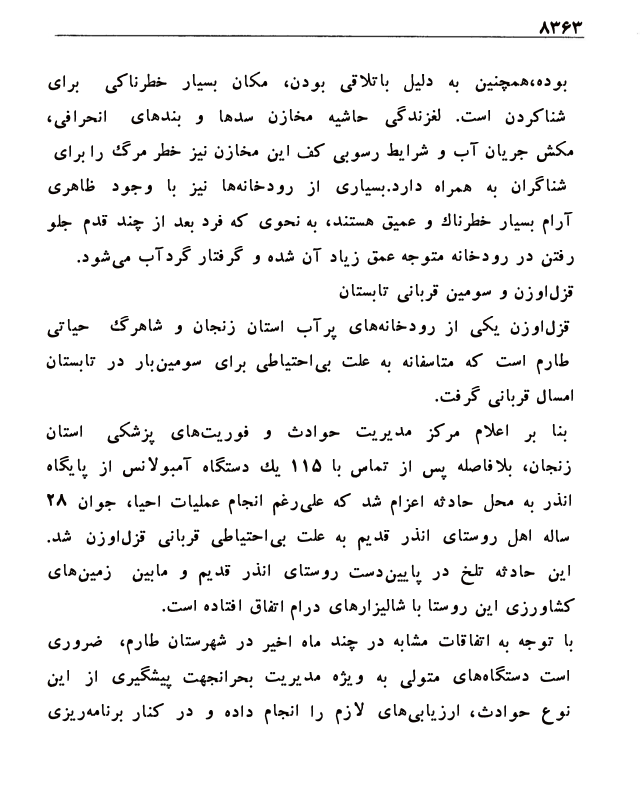 ۸۳۶۳
بوده،همچنین به دلیل باتلاقی بودن، مکان بسیار خطرناکی برای
شناکردن است. لغزندگی حاشیه مخازن سدها و بندهای انحرافی،
مکش جریان آب و شرایط رسوبی کف این مخازن نیز خطر مرگ را برای
شناگران به همراه دارد.بسیاری از رودخانه‌ها نیز با وجود ظاهری
آرام بسیار خطرناک و عمیق هستند، به نحوی که فرد بعد از چند قدم جلو
رفتن در رودخانه متوجه عمق زیاد آن شده و گرفتار گردآب می‌شود.
قزل‌اوزن و سومین قربانی تابستان
قزل‌اوزن یکی از رودخانه‌های پرآب استان زنجان و شاهرگ حیاتی
طارم است که متاسفانه به علت بی‌احتیاطی برای سومین‌بار در تابستان
امسال قربانی گرفت.
بنا بر اعلام مرکز مدیریت حوادث و فوریت‌های پزشکی استان
زنجان، بلافاصله پس از تماس با ۱۱۵ یك دستگاه آمبولانس از پایگاه
انذر به محل حادثه اعزام شد که علی‌رغم انجام عملیات احیا، جوان ۲۸
ساله اهل روستای انذر قدیم به علت بی‌احتیاطی قربانی قزل‌اوزن شد.
این حادثه تلخ در پایین‌دست روستای انذر قدیم و مابین زمین‌های
کشاورزی این روستا با شالیزارهای درام اتفاق افتاده است.
با توجه به اتفاقات مشابه در چند ماه اخیر در شهرستان طارم، ضروری
است دستگاه‌های متولی به ویژه مدیریت بحرانجهت پیشگیری از این
نوع حوادث، ارزیابی‌های لازم را انجام داده و در کنار برنامه‌ریزی